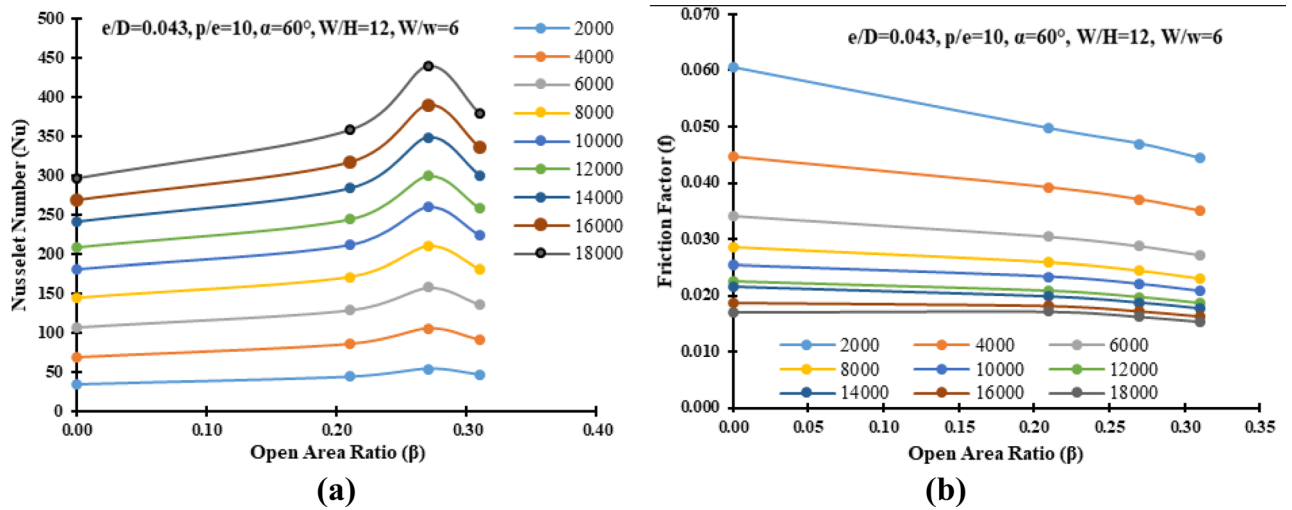 e/D=0.043, p/e=10, α=60°, W/H=12, W/w=6
Nusselet Number (Nu)
500
450
400
350
300
250
200
150
100
50
0
0.00 0.10 0.20 0.30 0.40
Open Area Ratio (β)
2000
4000
6000
8000
10000
12000
14000
16000
18000
(a)
e/D=0.043, p/e=10, α=60°, W/H=12, W/w=6
Friction Factor (f)
0.070
0.060
0.050
0.040
0.030
0.020
0.010
0.000
2000 4000 6000
8000 10000 12000
14000 16000 18000
0.00 0.05 0.10 0.15 0.20 0.25 0.30 0.35
Open Area Ratio (β)
(b)